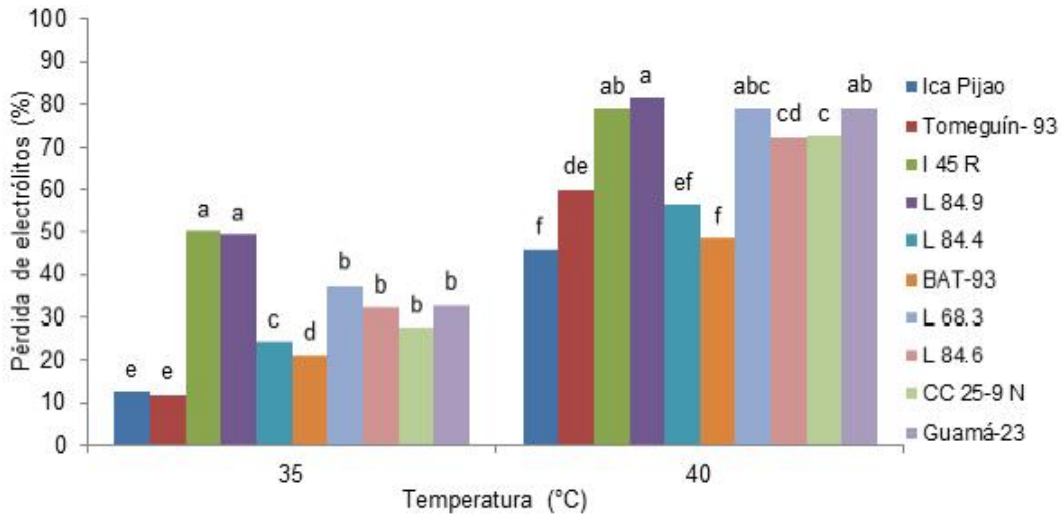 Pérdida de electrólitos (%)
100
90
80
70
60
50
40
30
20
10
0
e
e
a
a
c
d
b
b
b
b
f
de
ab
a
ef
f
abc
cd
c
ab
35
40
Temperatura (°C)
Ica Pijao
Tomeguín- 93
I 45 R
L 84.9
L 84.4
BAT-93
L 68.3
L 84.6
CC 25-9 N
Guamá-23